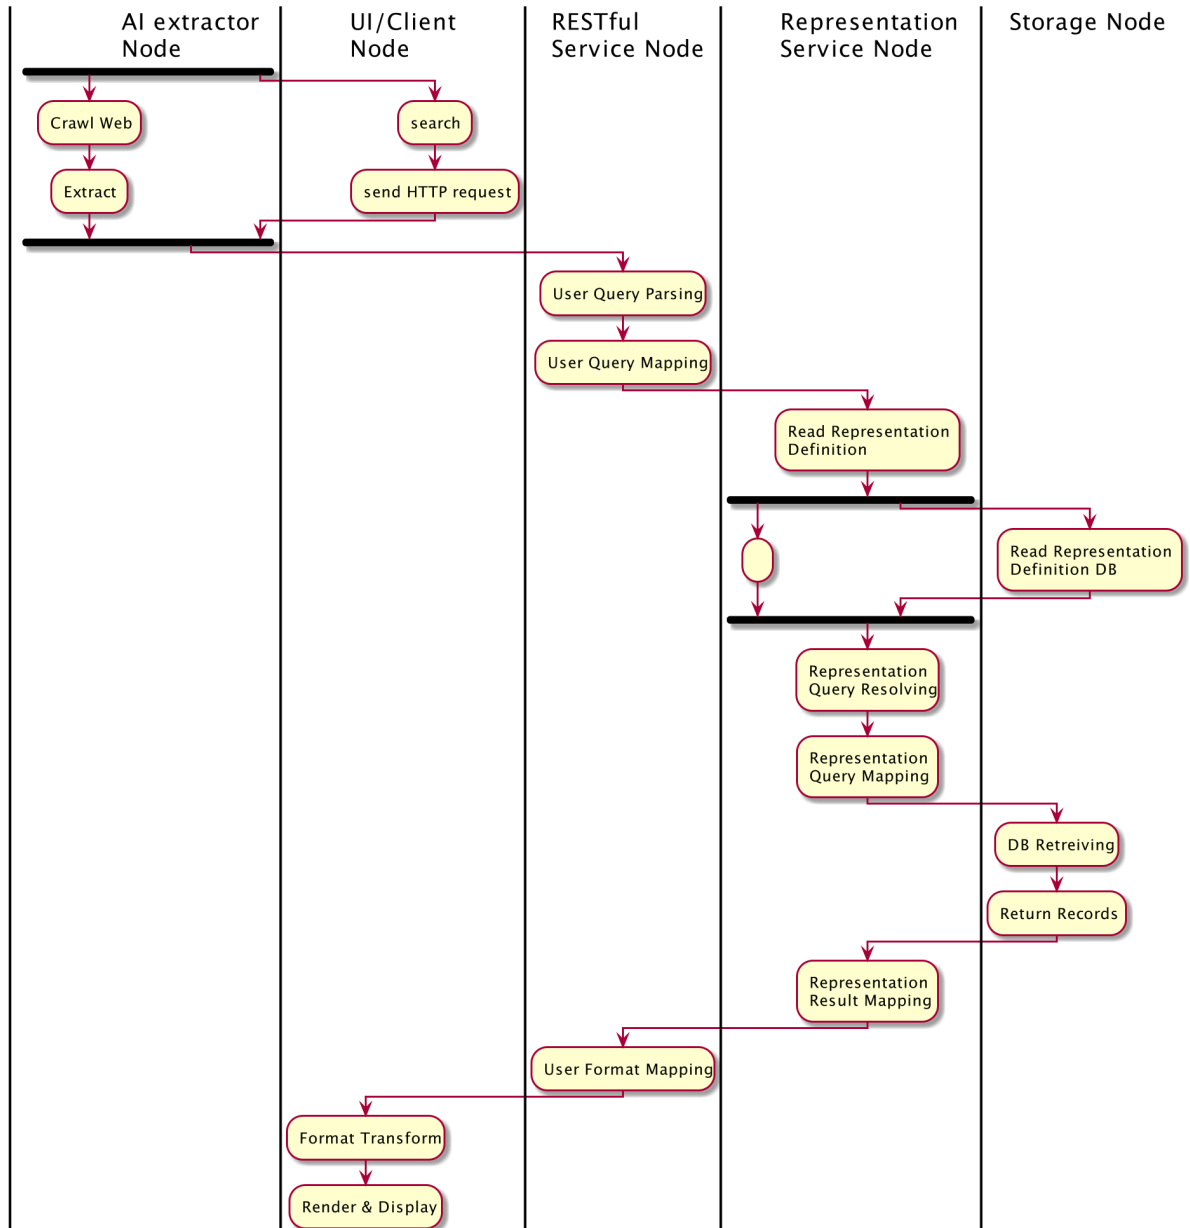 AI extractor
Node
UI/Client
Node
RESTful
Service Node
Representation
Service Node
Storage Node
Crawl Web
search
Extract
send HTTP request
User Query Parsing
User Query Mapping
Read Representation
Definition
Read Representation
Definition DB
Representation
Query Resolving
Representation
Query Mapping
DB Retreiving
Return Records
Representation
Result Mapping
User Format Mapping
Format Transform
Render & Display